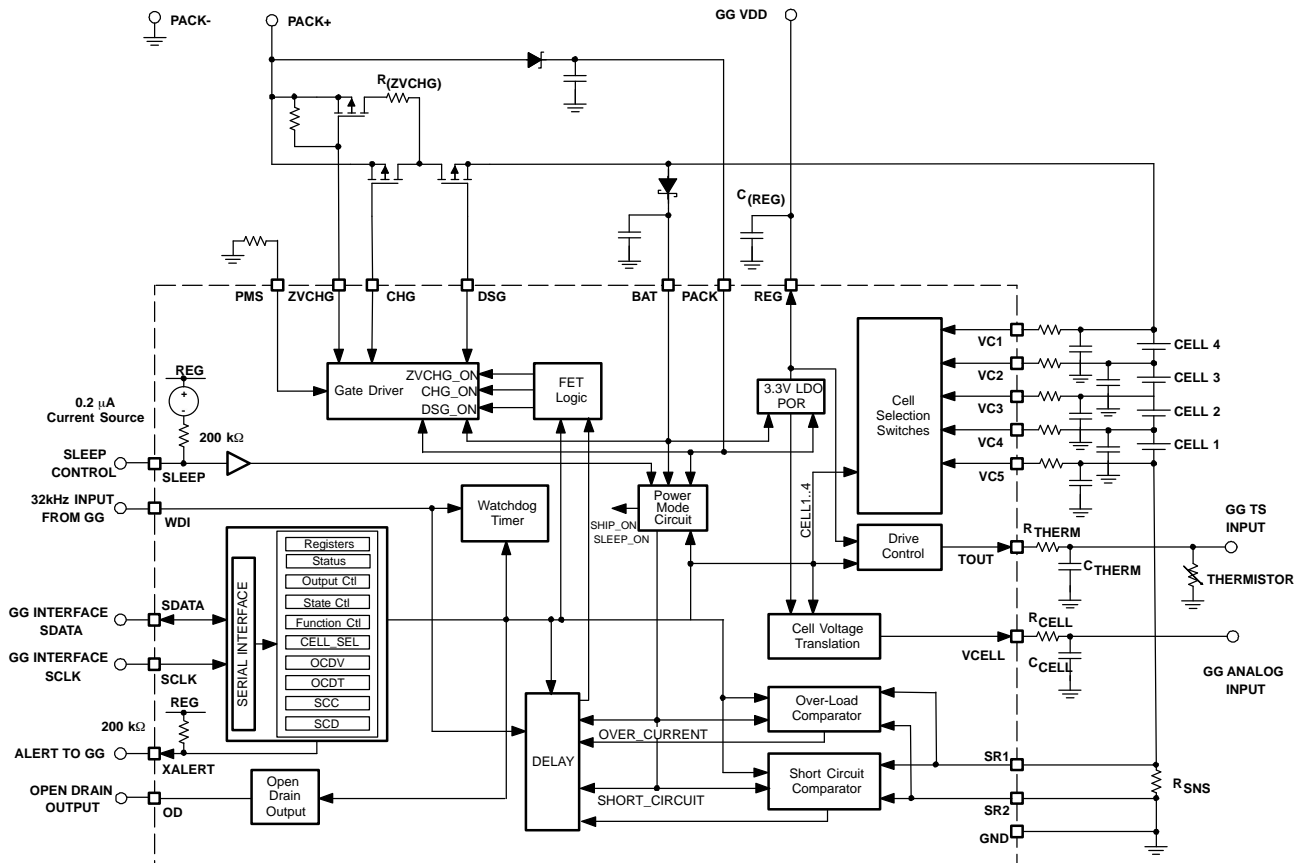 PACK-
PACK+
GG VDD
R(ZVCHG)
C(REG)
PMS
ZVCHG
CHG
DSG
BAT
PACK
REG
VC1
CELL 4
VC2
CELL 3
VC3
CELL 2
VC4
CELL 1
VC5
REG
+
-
0.2 μA
Current Source
200 kΩ
Gate Driver
ZVCHG_ON
CHG_ON
DSG_ON
FET
Logic
3.3V LDO
POR
Cell
Selection
Switches
SLEEP
CONTROL
SLEEP
32kHz INPUT
FROM GG
WDI
Watchdog
Timer
Power
Mode
Circuit
SHIP_ON
SLEEP_ON
CELL1..4
Drive
Control
TOUT
RTHERM
CTHERM
GG TS
INPUT
THERMISTOR
SERIAL INTERFACE
Registers
Status
Output Ctl
State Ctl
Function Ctl
CELL_SEL
OCDV
OCDT
SCC
SCD
GG INTERFACE
SDATA
SDATA
GG INTERFACE
SCLK
SCLK
REG
200 kΩ
ALERT TO GG
XALERT
OPEN DRAIN
OUTPUT
OD
Open
Drain
Output
DELAY
OVER_CURRENT
SHORT_CIRCUIT
Cell Voltage
Translation
VCELL
RCELL
CCELL
GG ANALOG
INPUT
Over-Load
Comparator
Short Circuit
Comparator
SR1
SR2
GND
RSNS